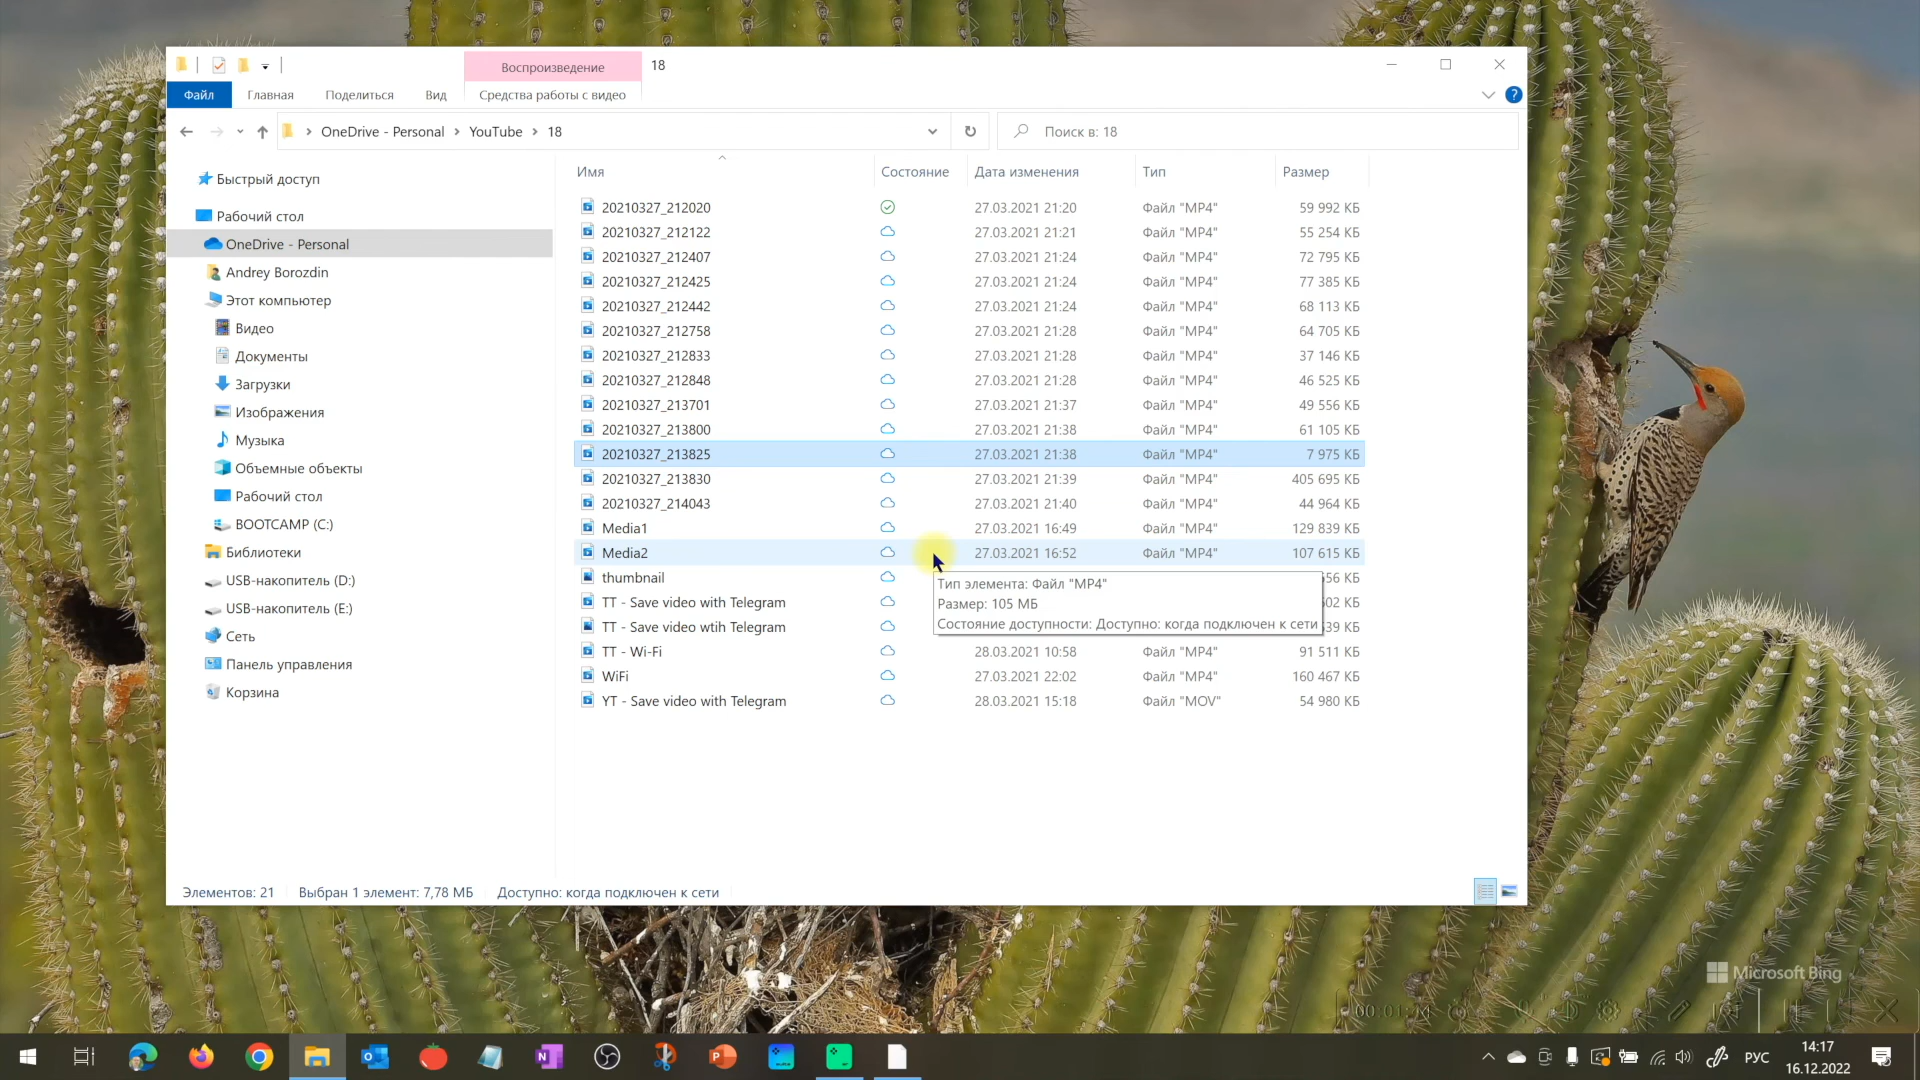 Воспроизведение
18
Файл
Главная
Поделиться
Вид
Средства работы с видео
?
OneDrive - Personal
YouTube
18
Поиск в: 18
Имя
Состояние
Дата изменения
Тип
Размер
Быстрый доступ
Рабочий стол
OneDrive - Personal
Andrey Borozdin
Этот компьютер
Видео
Документы
Загрузки
Изображения
Музыка
Объемные объекты
Рабочий стол
BOOTCAMP (C:)
Библиотеки
USB-накопитель (D:)
USB-накопитель (E:)
Сеть
Панель управления
Корзина
20210327_212020 27.03.2021 21:20 Файл "MP4" 59 992 КБ
20210327_212122 27.03.2021 21:21 Файл "MP4" 55 254 КБ
20210327_212407 27.03.2021 21:24 Файл "MP4" 72 795 КБ
20210327_212425 27.03.2021 21:24 Файл "MP4" 77 385 КБ
20210327_212442 27.03.2021 21:24 Файл "MP4" 68 113 КБ
20210327_212758 27.03.2021 21:28 Файл "MP4" 64 705 КБ
20210327_212833 27.03.2021 21:28 Файл "MP4" 37 146 КБ
20210327_212848 27.03.2021 21:28 Файл "MP4" 46 525 КБ
20210327_213701 27.03.2021 21:37 Файл "MP4" 49 556 КБ
20210327_213800 27.03.2021 21:38 Файл "MP4" 61 105 КБ
20210327_213825 27.03.2021 21:38 Файл "MP4" 7 975 КБ
20210327_213830 27.03.2021 21:39 Файл "MP4" 405 695 КБ
20210327_214043 27.03.2021 21:40 Файл "MP4" 44 964 КБ
Media1 27.03.2021 16:49 Файл "MP4" 129 839 КБ
Media2 27.03.2021 16:52 Файл "MP4" 107 615 КБ
thumbnail 56 КБ
TT - Save video with Telegram 02 КБ
TT - Save video wtih Telegram 39 КБ
TT - Wi-Fi 28.03.2021 10:58 Файл "MP4" 91 511 КБ
WiFi 27.03.2021 22:02 Файл "MP4" 160 467 КБ
YT - Save video with Telegram 28.03.2021 15:18 Файл "MOV" 54 980 КБ
Тип элемента: Файл "MP4"
Размер: 105 МБ
Состояние доступности: Доступно: когда подключен к сети
Элементов: 21
Выбран 1 элемент: 7,78 МБ
Доступно: когда подключен к сети
Microsoft Bing
РУС
14:17
16.12.2022